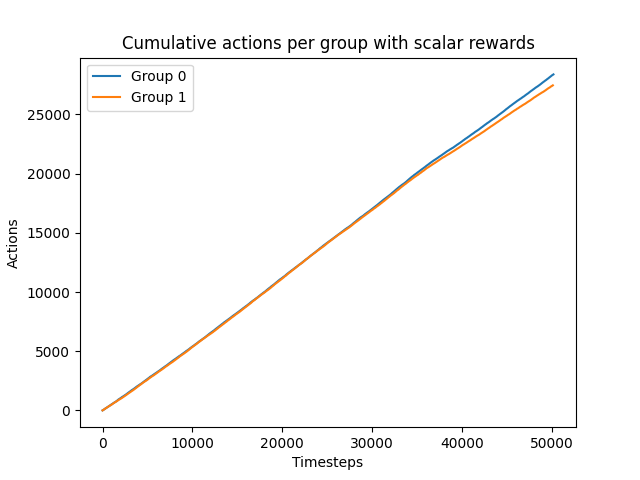 Cumulative actions per group with scalar rewards
Group 0
Group 1
25000
20000
15000
10000
5000
0
Actions
0 10000 20000 30000 40000 50000
Timesteps